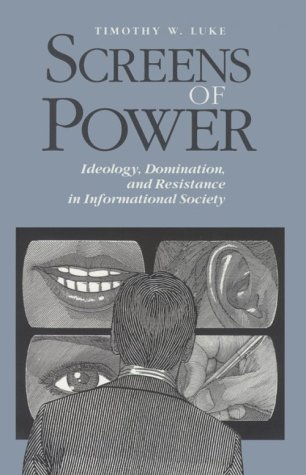 TIMOTHY W. LUKE
SCREENS
OF
POWER
Ideology, Domination,
and Resistance
in Informational Society